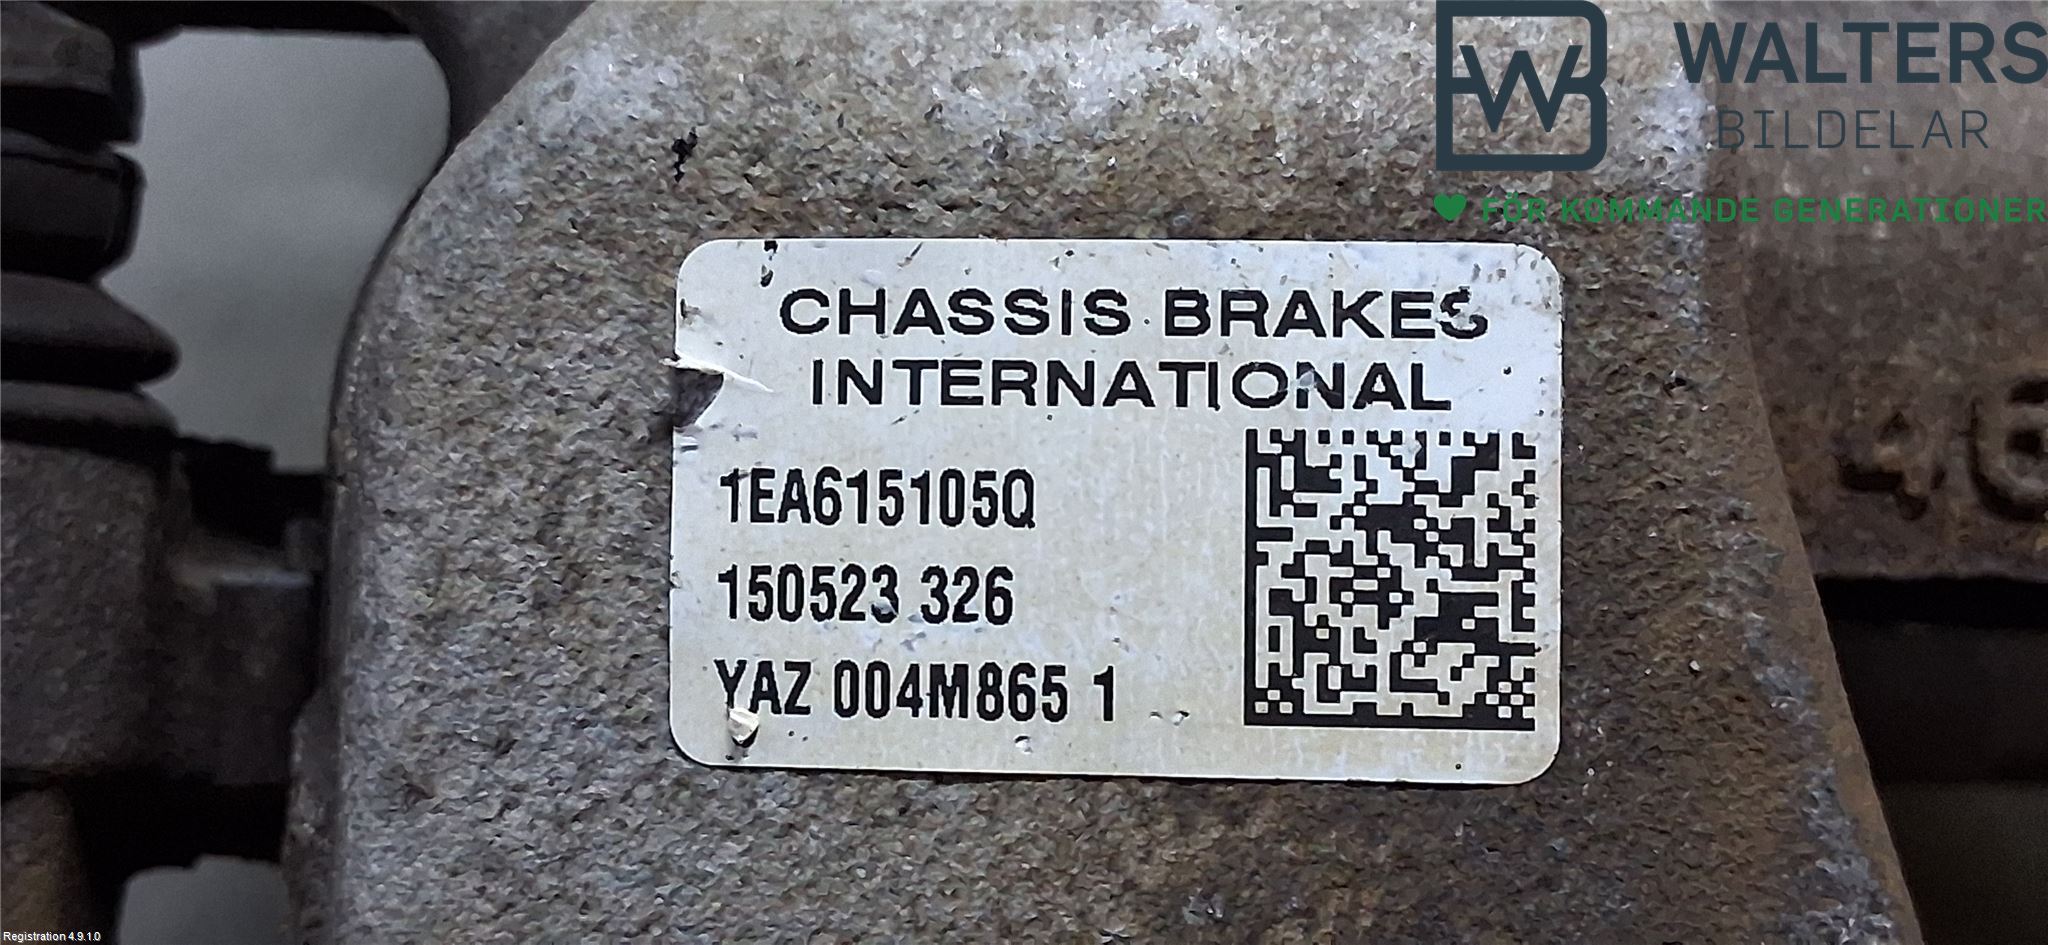 WALTERS
BILDELAR
FÖR KOMMANDE GENERATIONER
CHASSIS BRAKES
INTERNATIONAL
1EA615105Q
150523 326
YAZ 004M865 1
46
Registration 4.9.1.0